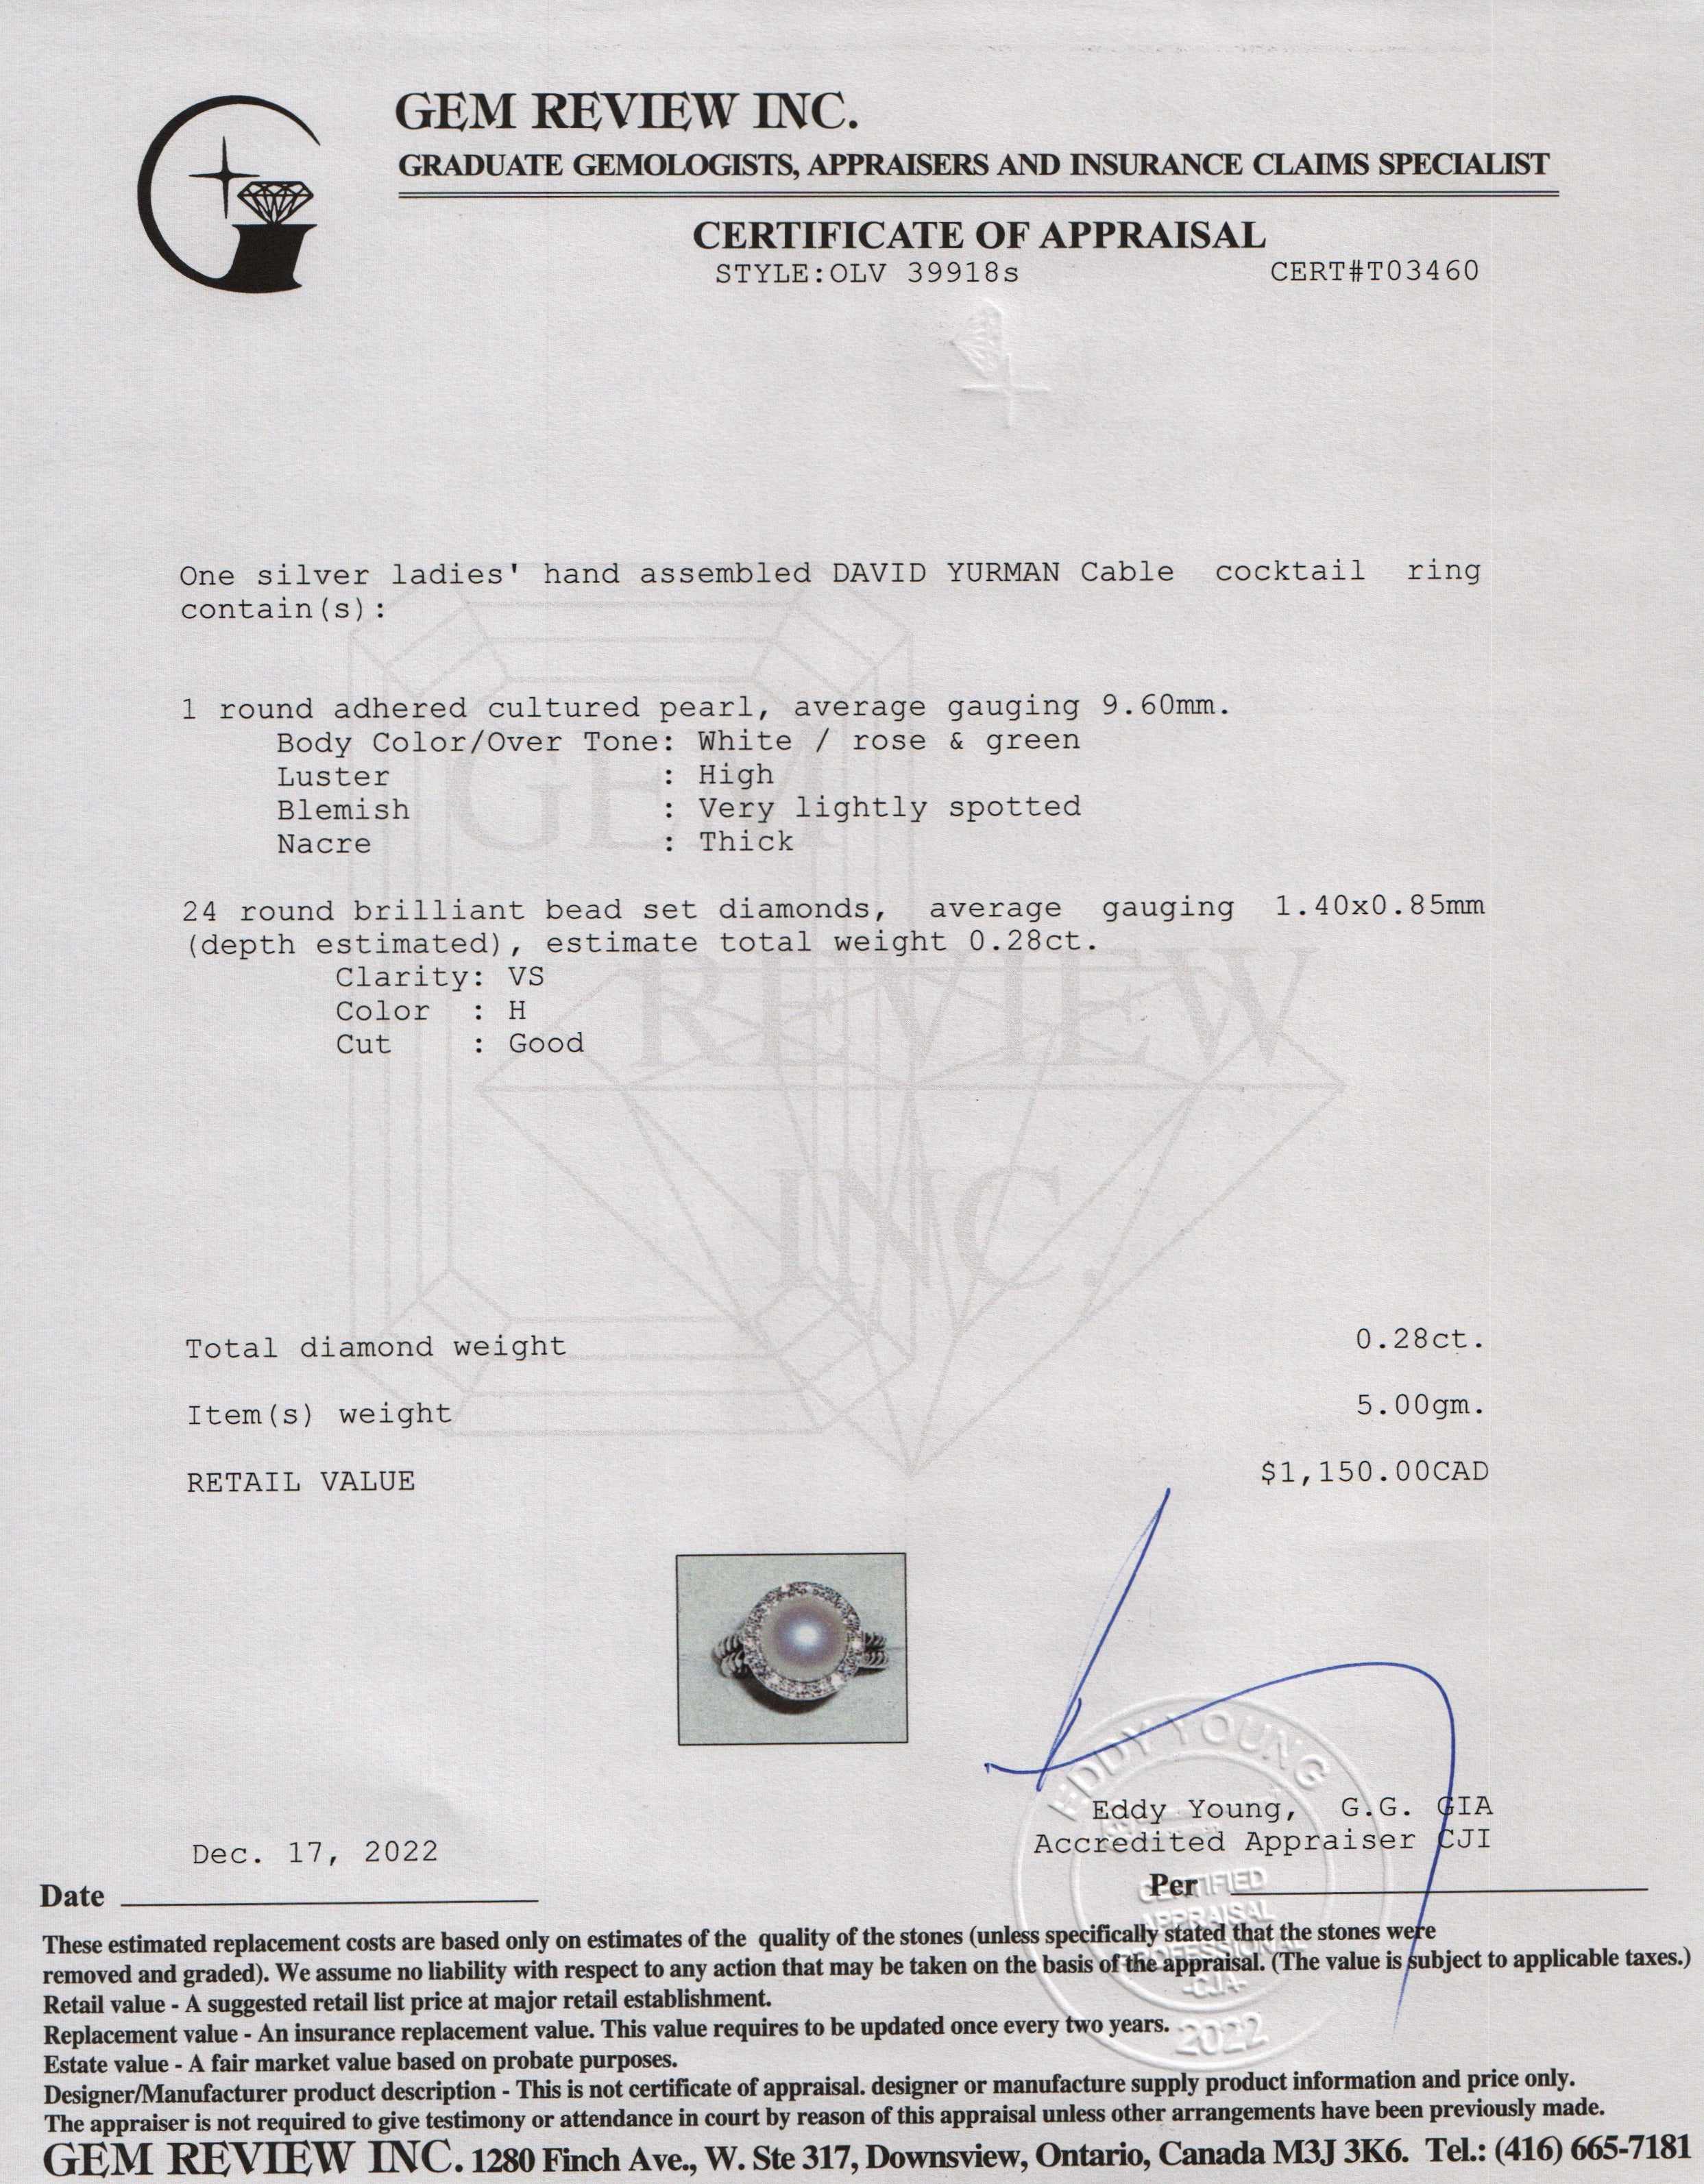 GEM REVIEW INC.
GRADUATE GEMOLOGISTS, APPRAISERS AND INSURANCE CLAIMS SPECIALIST
CERTIFICATE OF APPRAISAL
STYLE:OLV 39918s CERT#T03460
One silver ladies' hand assembled DAVID YURMAN Cable cocktail ring
contain(s):
1 round adhered cultured pearl, average gauging 9.60mm.
Body Color/Over Tone: White / rose & green
Luster : High
Blemish : Very lightly spotted
Nacre : Thick
24 round brilliant bead set diamonds, average gauging 1.40x0.85mm
(depth estimated), estimate total weight 0.28ct.
Clarity: VS
Color : H
Cut : Good
GEM
REVIEW
INC.
Total diamond weight 0.28ct.
Item(s) weight 5.00gm.
RETAIL VALUE $1,150.00CAD
EDDY YOUNG
Eddy Young, G.G. GIA
Accredited Appraiser CJI
Dec. 17, 2022
Date
Per
CERTIFIED
APPRAISAL
PROFESSIONAL
-CJA-
2022
These estimated replacement costs are based only on estimates of the quality of the stones (unless specifically stated that the stones were
removed and graded). We assume no liability with respect to any action that may be taken on the basis of the appraisal. (The value is subject to applicable taxes.)
Retail value - A suggested retail list price at major retail establishment.
Replacement value - An insurance replacement value. This value requires to be updated once every two years.
Estate value - A fair market value based on probate purposes.
Designer/Manufacturer product description - This is not certificate of appraisal. designer or manufacture supply product information and price only.
The appraiser is not required to give testimony or attendance in court by reason of this appraisal unless other arrangements have been previously made.
GEM REVIEW INC. 1280 Finch Ave., W. Ste 317, Downsview, Ontario, Canada M3J 3K6. Tel.: (416) 665-7181